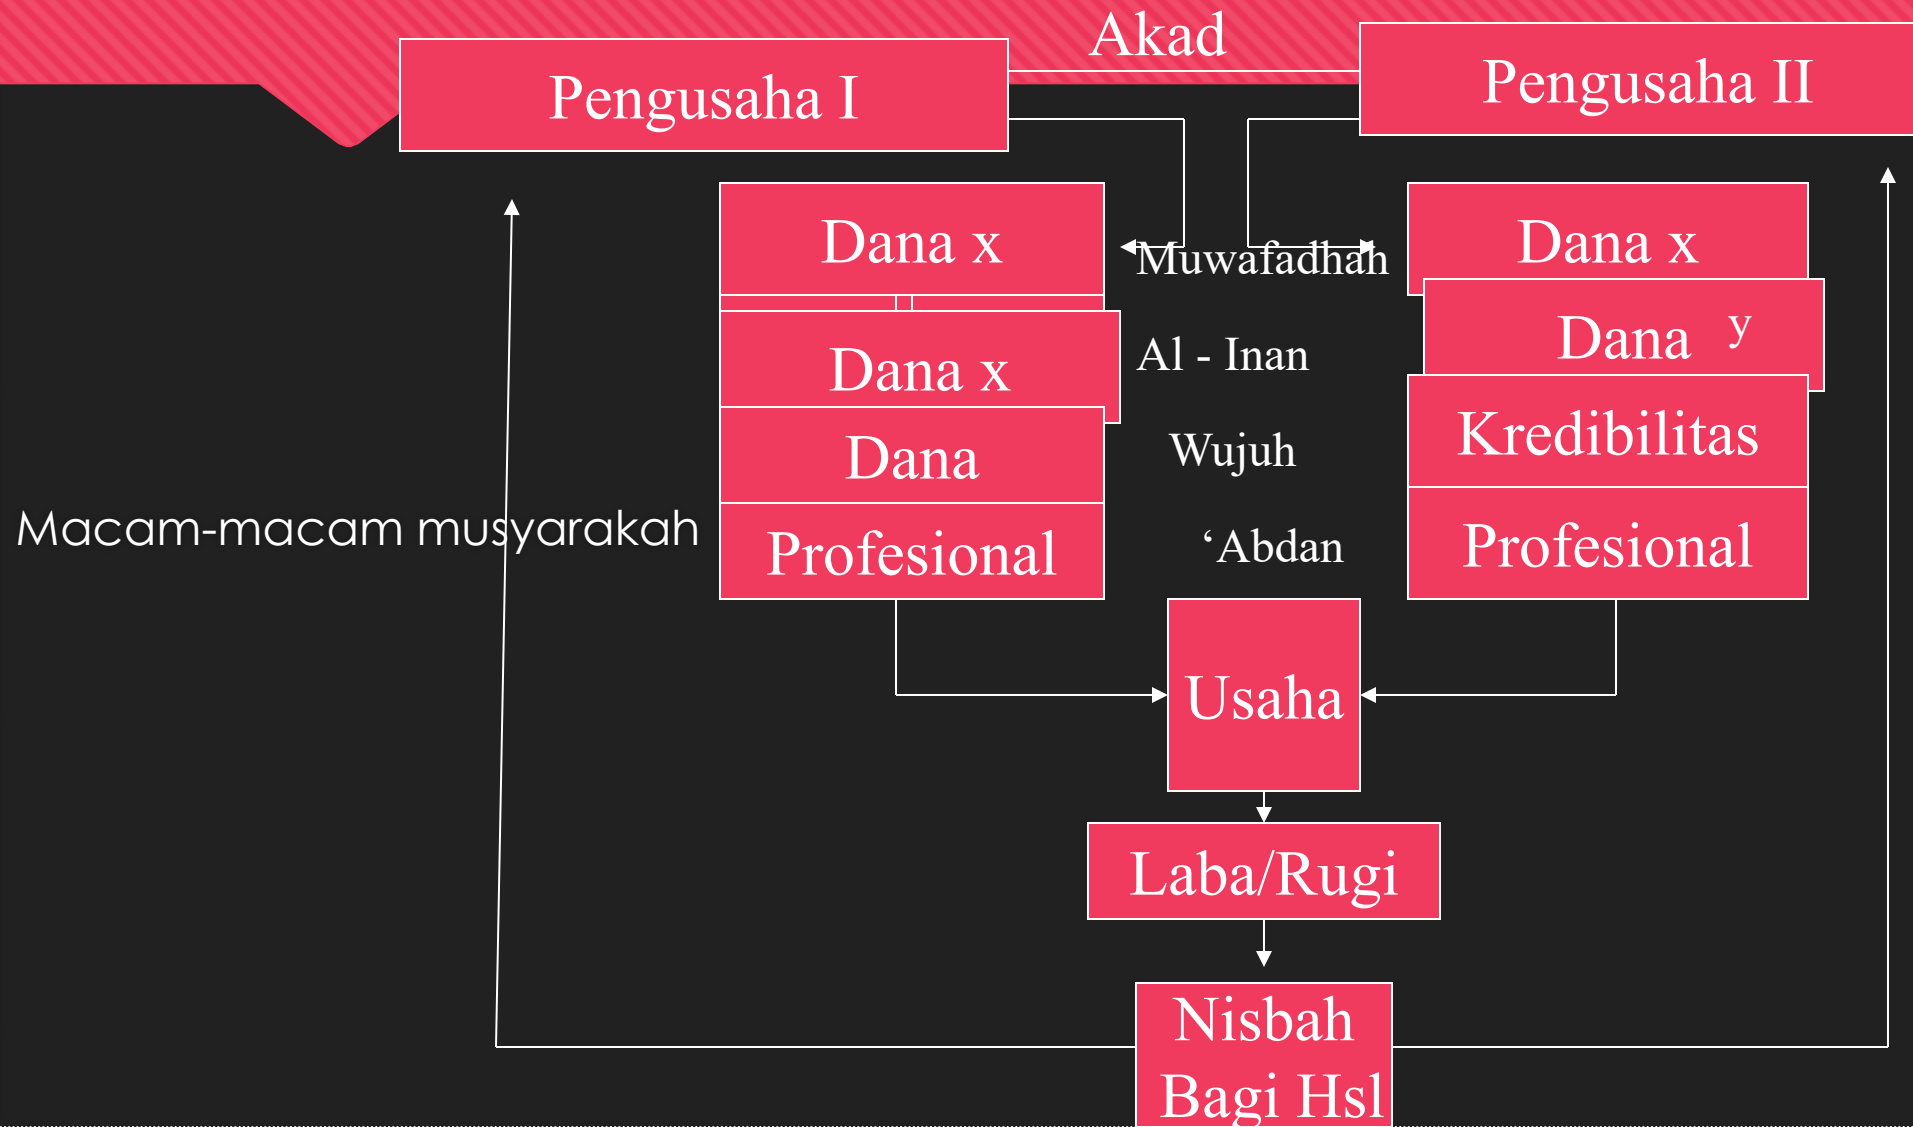 Akad
Pengusaha I
Pengusaha II
Dana x
Muwafadhah
Dana x
Dana x
Al - Inan
Dana y
Dana
Wujuh
Kredibilitas
Macam-macam musyarakah
Profesional
‘Abdan
Profesional
Usaha
Laba/Rugi
Nisbah
Bagi Hsl